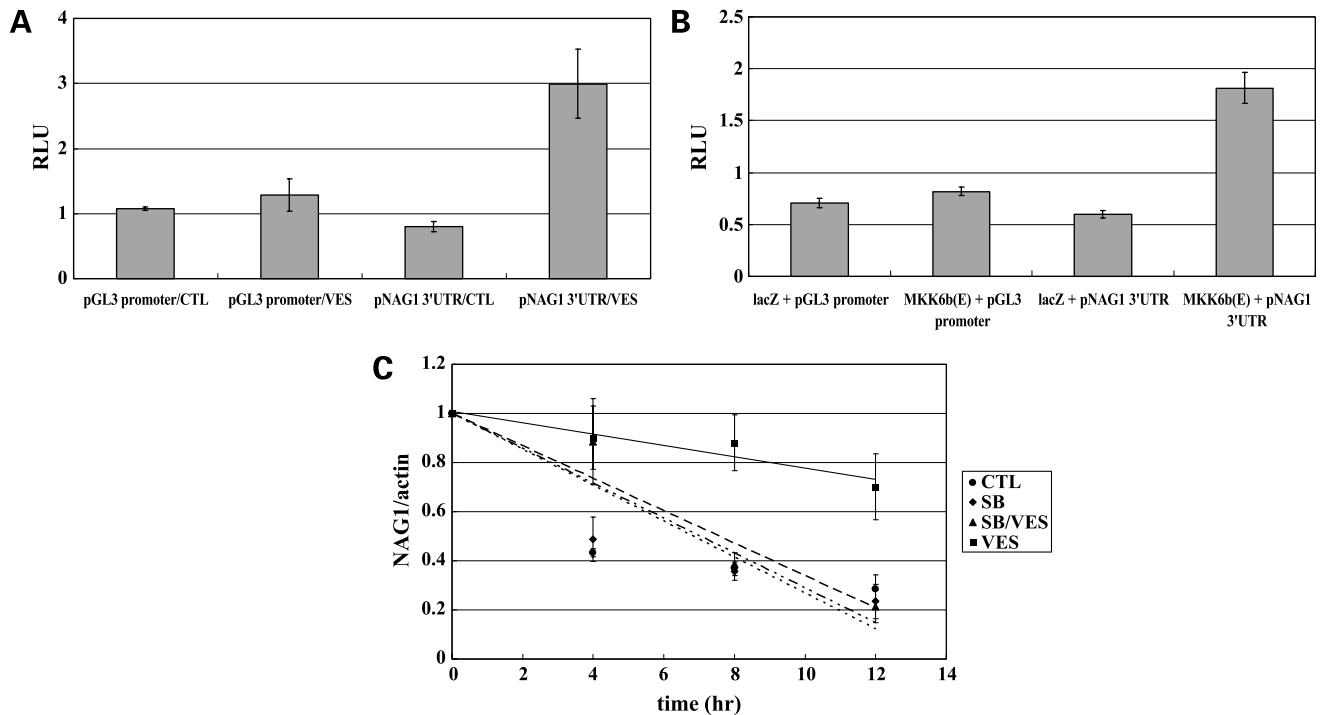 A
4
3
2
1
0
RLU
pGL3 promoter/CTL
pGL3 promoter/VES
pNAG1 3'UTR/CTL
pNAG1 3'UTR/VES
B
2.5
2
1.5
1
0.5
0
RLU
lacZ + pGL3 promoter
MKK6b(E) + pGL3
promoter
lacZ + pNAG1 3'UTR
MKK6b(E) + pNAG1
3'UTR
C
1.2
1
0.8
0.6
0.4
0.2
0
NAG1/actin
0
2
4
6
8
10
12
14
time (hr)
CTL
SB
SB/VES
VES